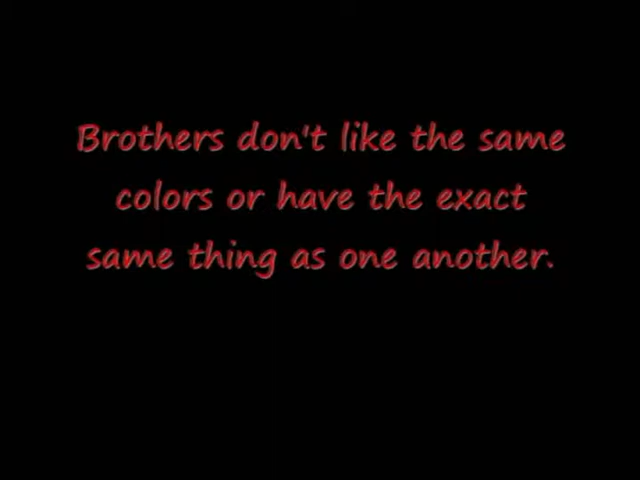 Brothers don't like the same
colors or have the exact
same thing as one another.